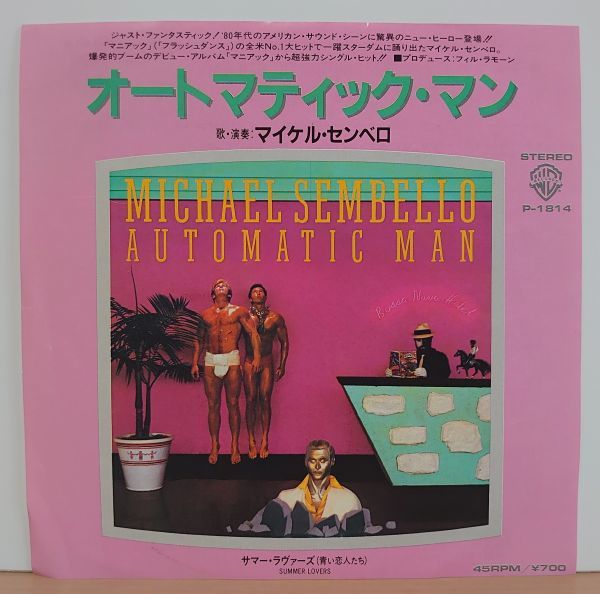 ジャスト・ファンタスティック! '80年代のアメリカン・サウンド・シーンに驚異のニュー・ヒーロー登場!!
「マニアック」(「フラッシュダンス」)の全米No.1大ヒットで一躍スターダムに踊り出たマイケル・センベロ。
爆発的ブームのデビュー・アルバム「マニアック」から超強力シングル・ヒット!! ■プロデュース:フィル・ラモーン
オートマティック・マン
歌・演奏:マイケル・センベロ
STEREO
WB
P-1814
MICHAEL SEMBELLO
AUTOMATIC MAN
Bossa Nova Hotel
サマー・ラヴァーズ(青い恋人たち)
SUMMER LOVERS
45RPM/¥700